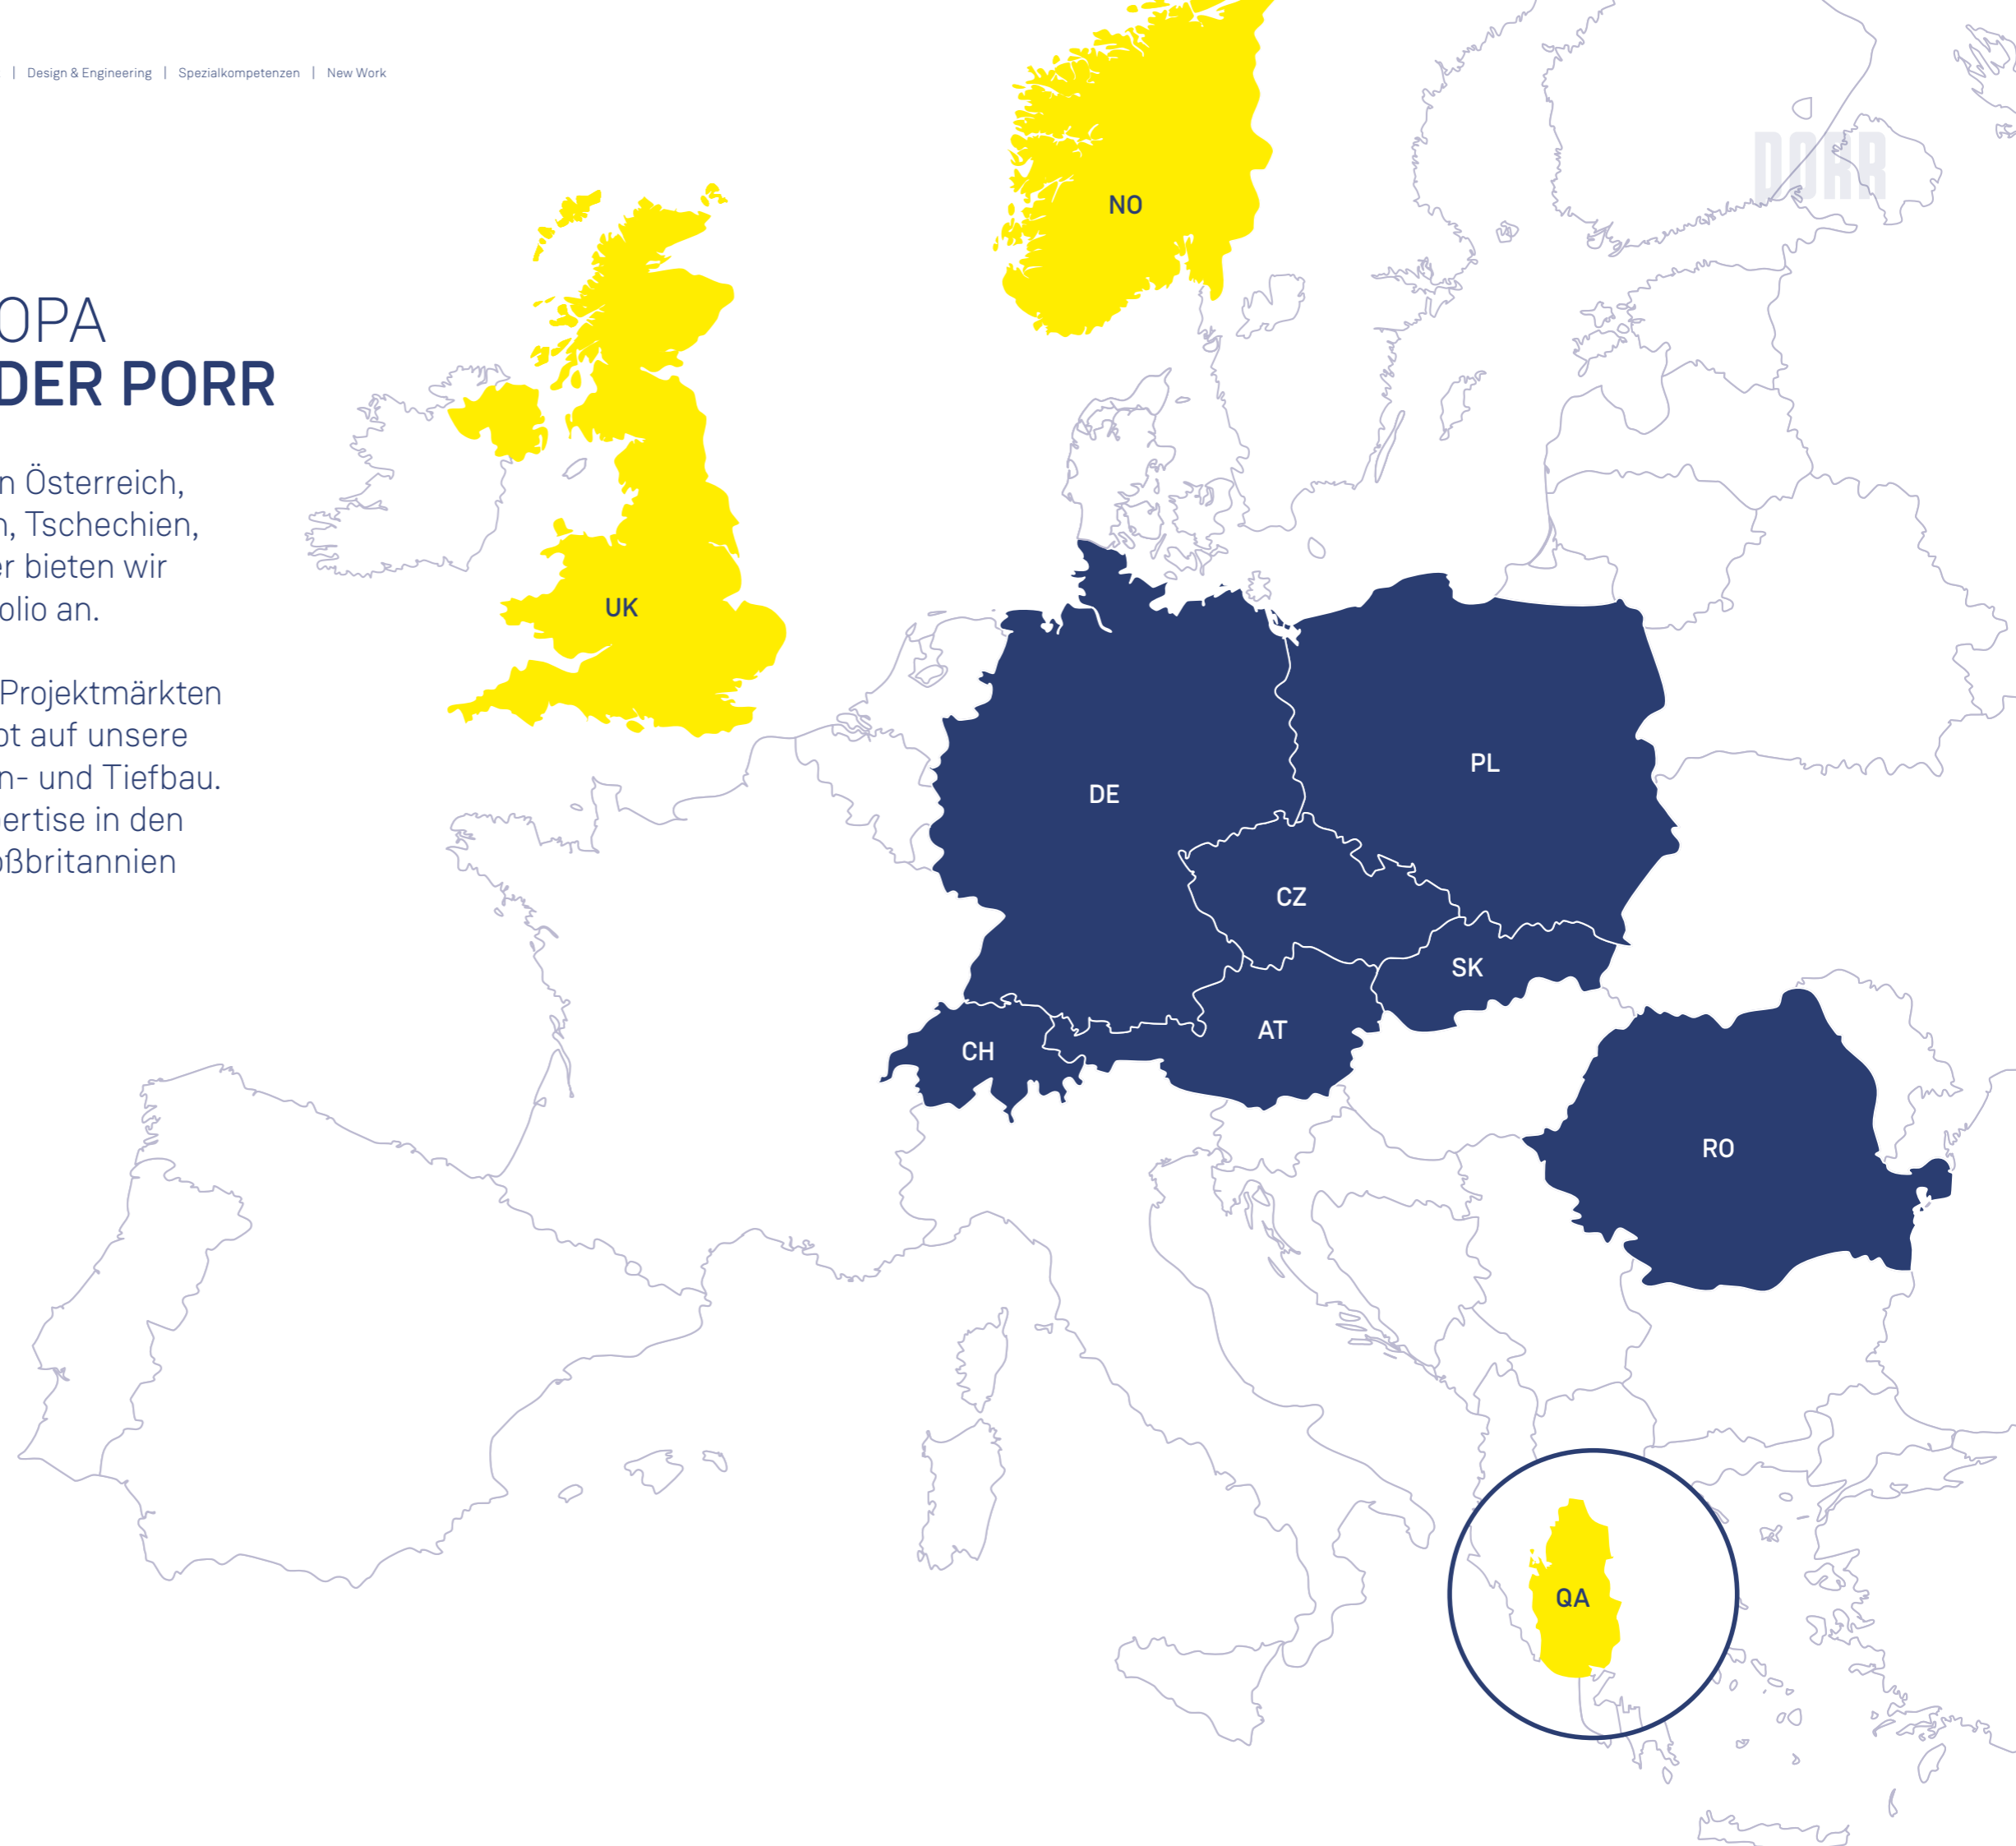 | Design & Engineering | Spezialkompetenzen | New Work
OPA
DER PORR
n Österreich,
n, Tschechien,
er bieten wir
olio an.
Projektmärkten
ot auf unsere
n- und Tiefbau.
ertise in den
oßbritannien
NO
UK
DE
PL
CZ
SK
AT
CH
RO
QA